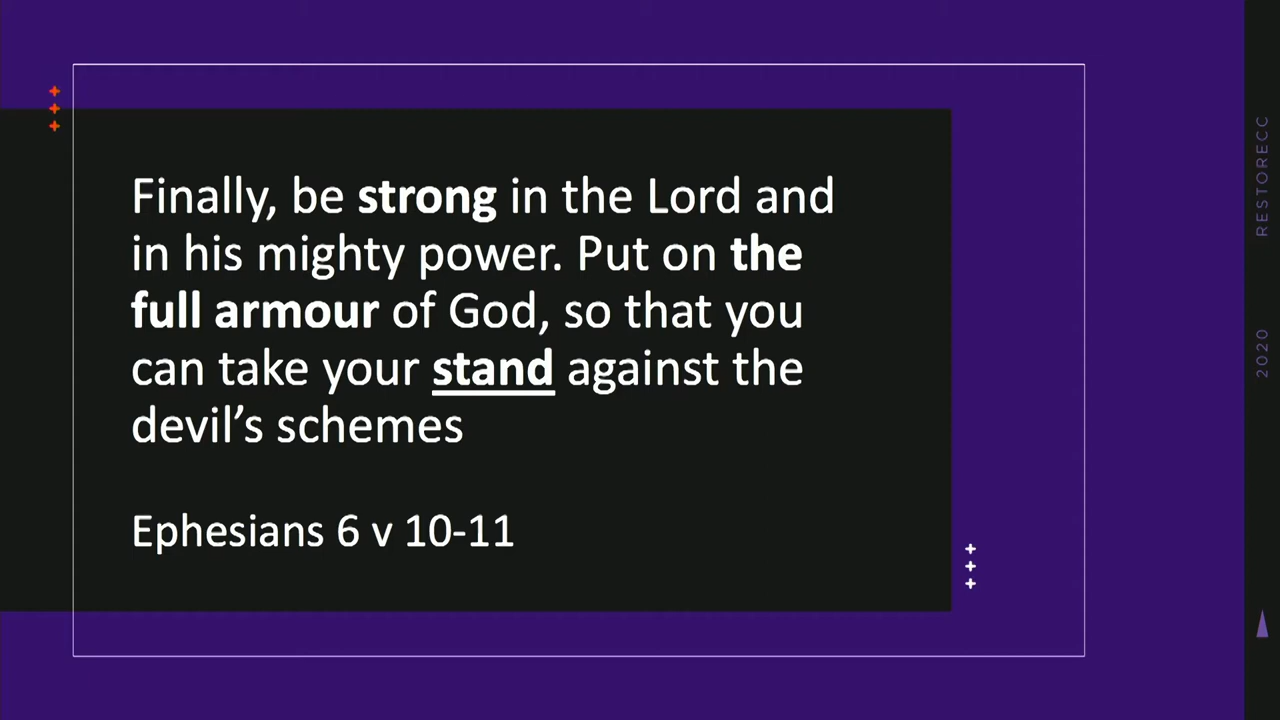 Finally, be strong in the Lord and
in his mighty power. Put on the
full armour of God, so that you
can take your stand against the
devil’s schemes
Ephesians 6 v 10-11
RESTORECC
2020